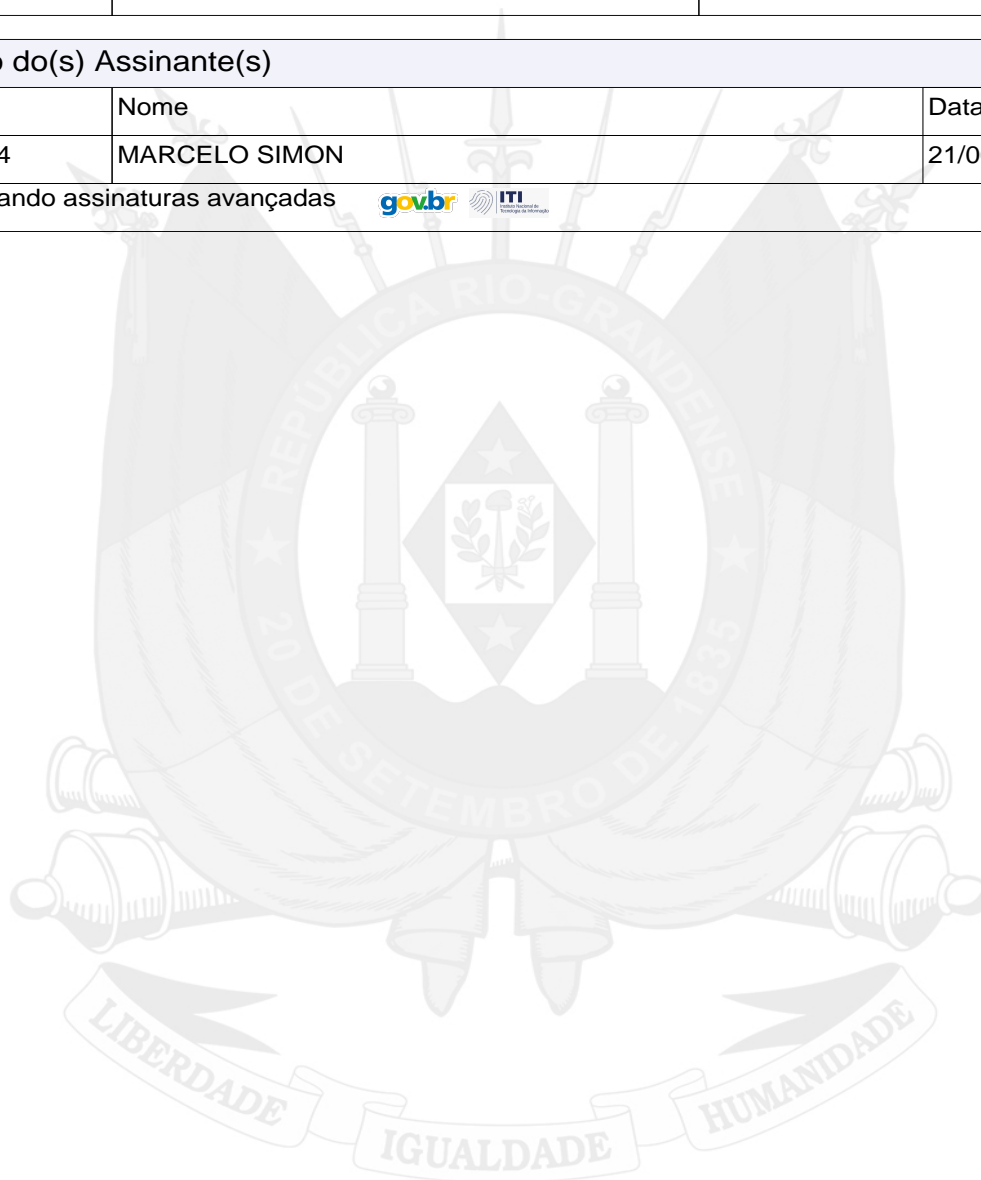 o do(s) Assinante(s)
Nome
Data
4
MARCELO SIMON
21/0
ando assinaturas avançadas
gov.br
ITI
REPÚBLICA RIO-GRANDENSE
★ 20 DE SETEMBRO DE 1835 ★
LIBERDADE
IGUALDADE
HUMANIDADE